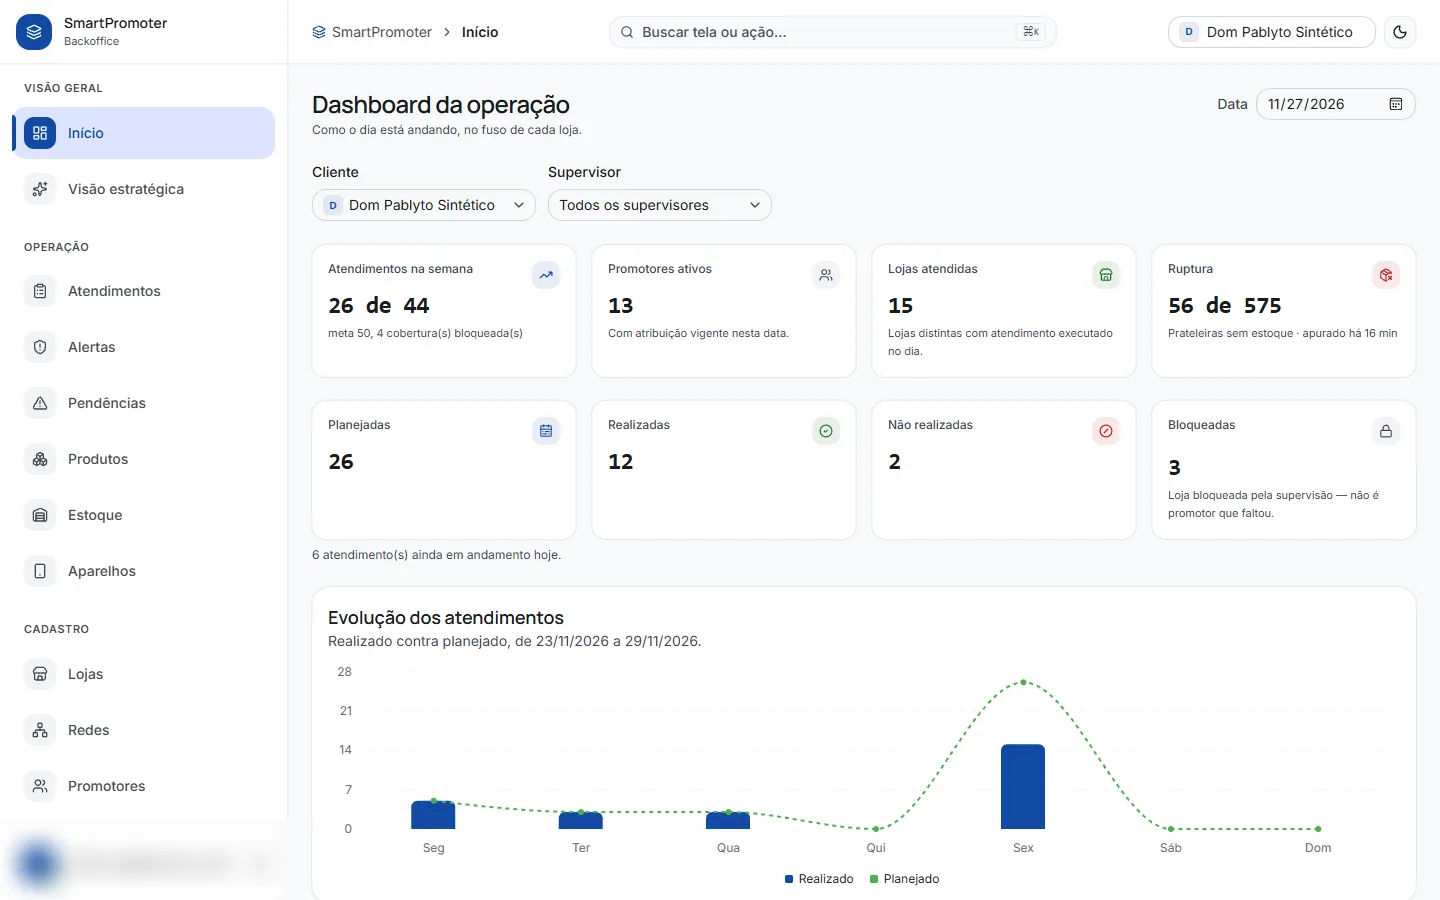 SmartPromoter
Backoffice
SmartPromoter > Início
Buscar tela ou ação...
⌘K
D Dom Pablyto Sintético
VISÃO GERAL
Início
Visão estratégica
OPERAÇÃO
Atendimentos
Alertas
Pendências
Produtos
Estoque
Aparelhos
CADASTRO
Lojas
Redes
Promotores
Dashboard da operação
Como o dia está andando, no fuso de cada loja.
Data 11/27/2026
Cliente
D Dom Pablyto Sintético
Supervisor
Todos os supervisores
Atendimentos na semana
26 de 44
meta 50, 4 cobertura(s) bloqueada(s)
Promotores ativos
13
Com atribuição vigente nesta data.
Lojas atendidas
15
Lojas distintas com atendimento executado
no dia.
Ruptura
56 de 575
Prateleiras sem estoque · apurado há 16 min
Planejadas
26
Realizadas
12
Não realizadas
2
Bloqueadas
3
Loja bloqueada pela supervisão — não é
promotor que faltou.
6 atendimento(s) ainda em andamento hoje.
Evolução dos atendimentos
Realizado contra planejado, de 23/11/2026 a 29/11/2026.
28
21
14
7
0
Seg Ter Qua Qui Sex Sáb Dom
Realizado Planejado